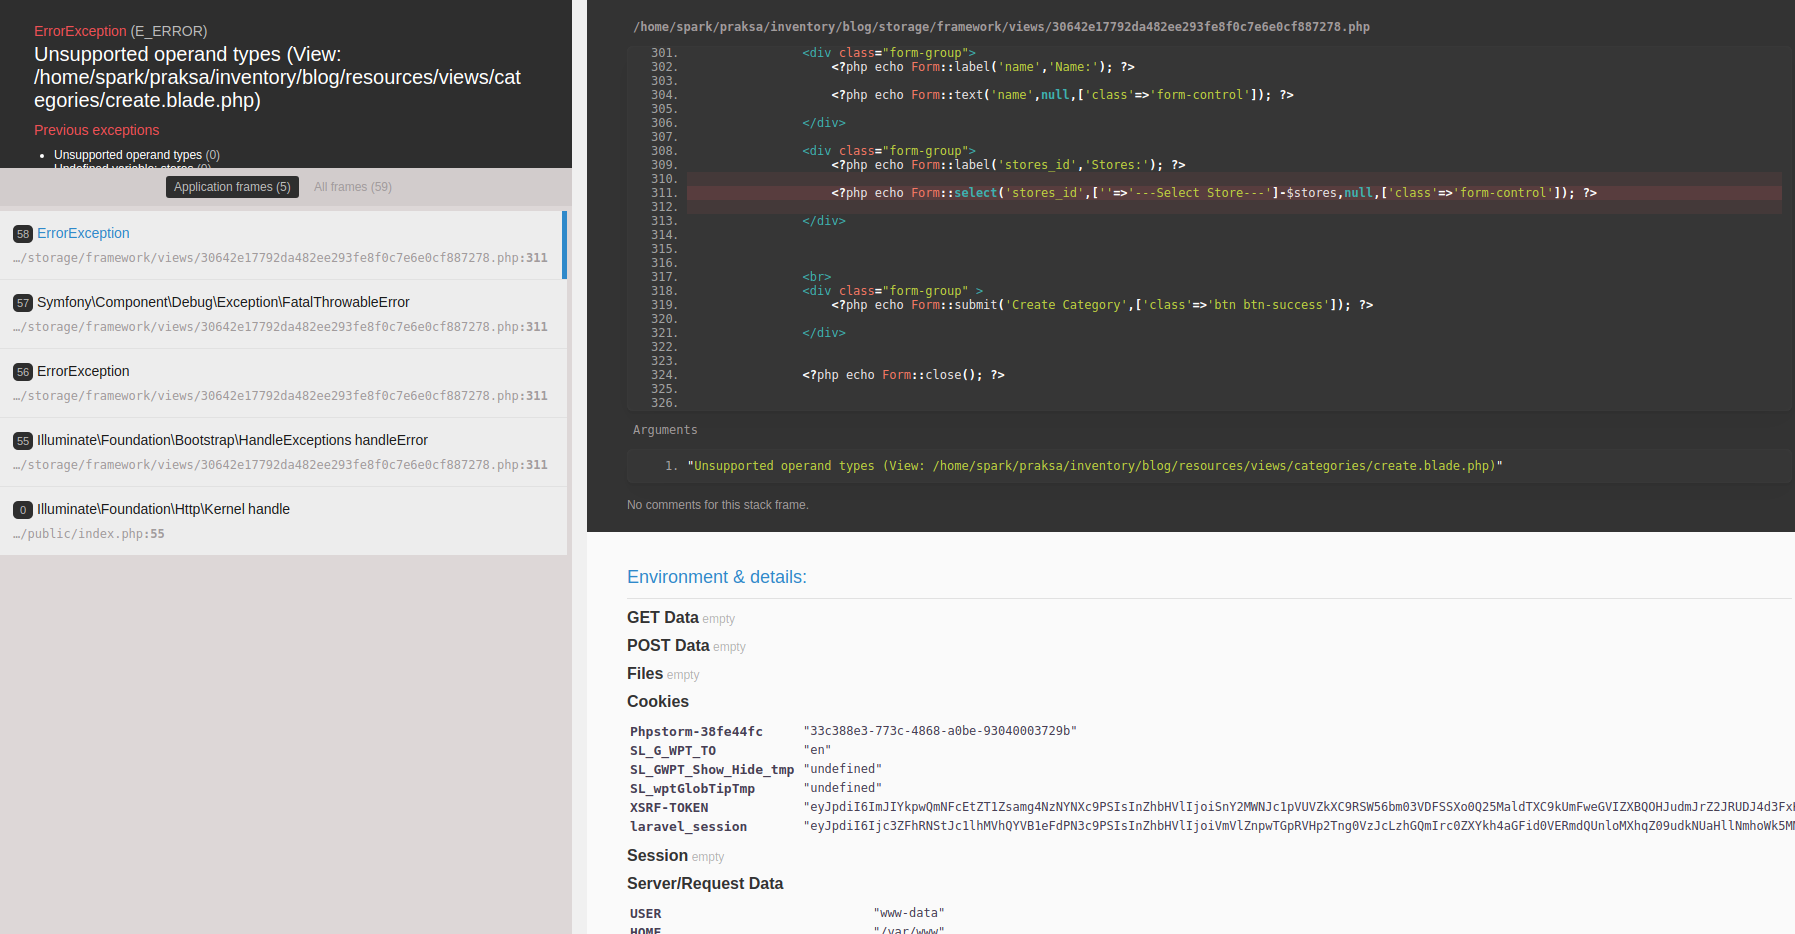 ErrorException (E_ERROR)
Unsupported operand types (View:
/home/spark/praksa/inventory/blog/resources/views/cat
egories/create.blade.php)
Previous exceptions
• Unsupported operand types (0)
Undefined variable: stores (0)
Application frames (5) All frames (59)
58 ErrorException
…/storage/framework/views/30642e17792da482ee293fe8f0c7e6e0cf887278.php:311
57 Symfony\Component\Debug\Exception\FatalThrowableError
…/storage/framework/views/30642e17792da482ee293fe8f0c7e6e0cf887278.php:311
56 ErrorException
…/storage/framework/views/30642e17792da482ee293fe8f0c7e6e0cf887278.php:311
55 Illuminate\Foundation\Bootstrap\HandleExceptions handleError
…/storage/framework/views/30642e17792da482ee293fe8f0c7e6e0cf887278.php:311
0 Illuminate\Foundation\Http\Kernel handle
…/public/index.php:55
/home/spark/praksa/inventory/blog/storage/framework/views/30642e17792da482ee293fe8f0c7e6e0cf887278.php
301. <div class="form-group">
302. <?php echo Form::label('name','Name:'); ?>
303.
304. <?php echo Form::text('name',null,['class'=>'form-control']); ?>
305.
306. </div>
307.
308. <div class="form-group">
309. <?php echo Form::label('stores_id','Stores:'); ?>
310.
311. <?php echo Form::select('stores_id',[''=>'---Select Store---']-$stores,null,['class'=>'form-control']); ?>
312.
313. </div>
314.
315.
316.
317. <br>
318. <div class="form-group" >
319. <?php echo Form::submit('Create Category',['class'=>'btn btn-success']); ?>
320.
321. </div>
322.
323.
324. <?php echo Form::close(); ?>
325.
326.
Arguments
1. "Unsupported operand types (View: /home/spark/praksa/inventory/blog/resources/views/categories/create.blade.php)"
No comments for this stack frame.
Environment & details:
GET Data empty
POST Data empty
Files empty
Cookies
Phpstorm-38fe44fc "33c388e3-773c-4868-a0be-93040003729b"
SL_G_WPT_TO "en"
SL_GWPT_Show_Hide_tmp "undefined"
SL_wptGlobTipTmp "undefined"
XSRF-TOKEN
laravel_session
Session empty
Server/Request Data
USER "www-data"
HOME "/var/www"